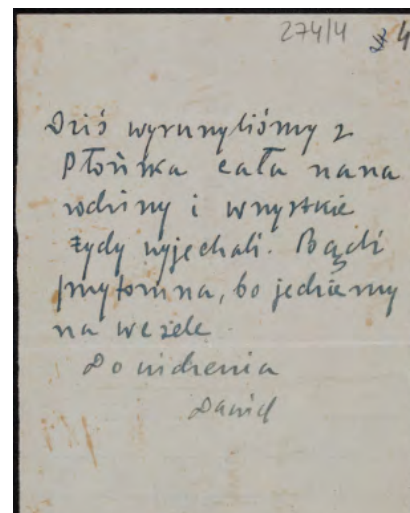 274/4 4
Dziś wyruszyliśmy z
Płońska cała nasza
rodziny i wszystkie
żydy wyjechali. Bądź
przytomna, bo jedziemy
na wesele.
Do widzenia
Dawid